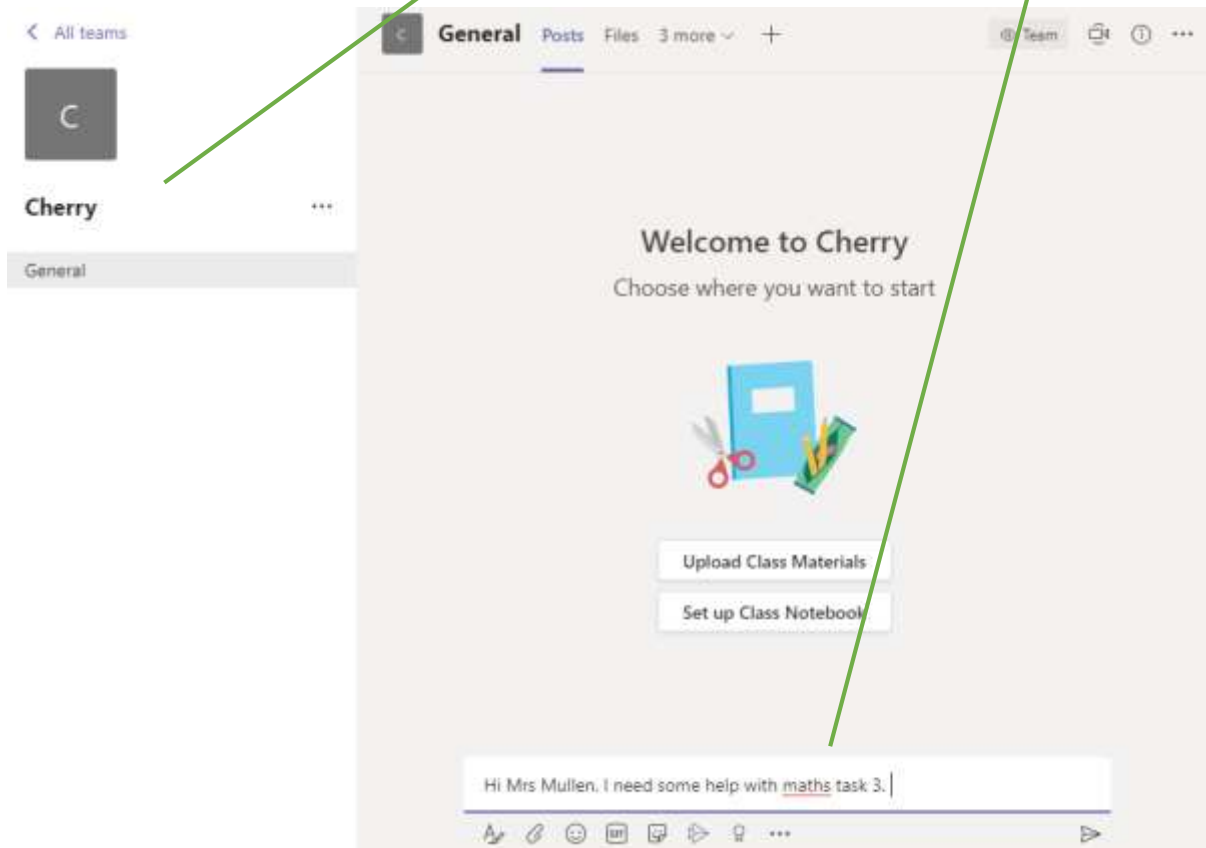 All teams
C
Cherry
General
General Posts Files 3 more
Team
Welcome to Cherry
Choose where you want to start
Upload Class Materials
Set up Class Notebook
Hi Mrs Mullen. I need some help with maths task 3.